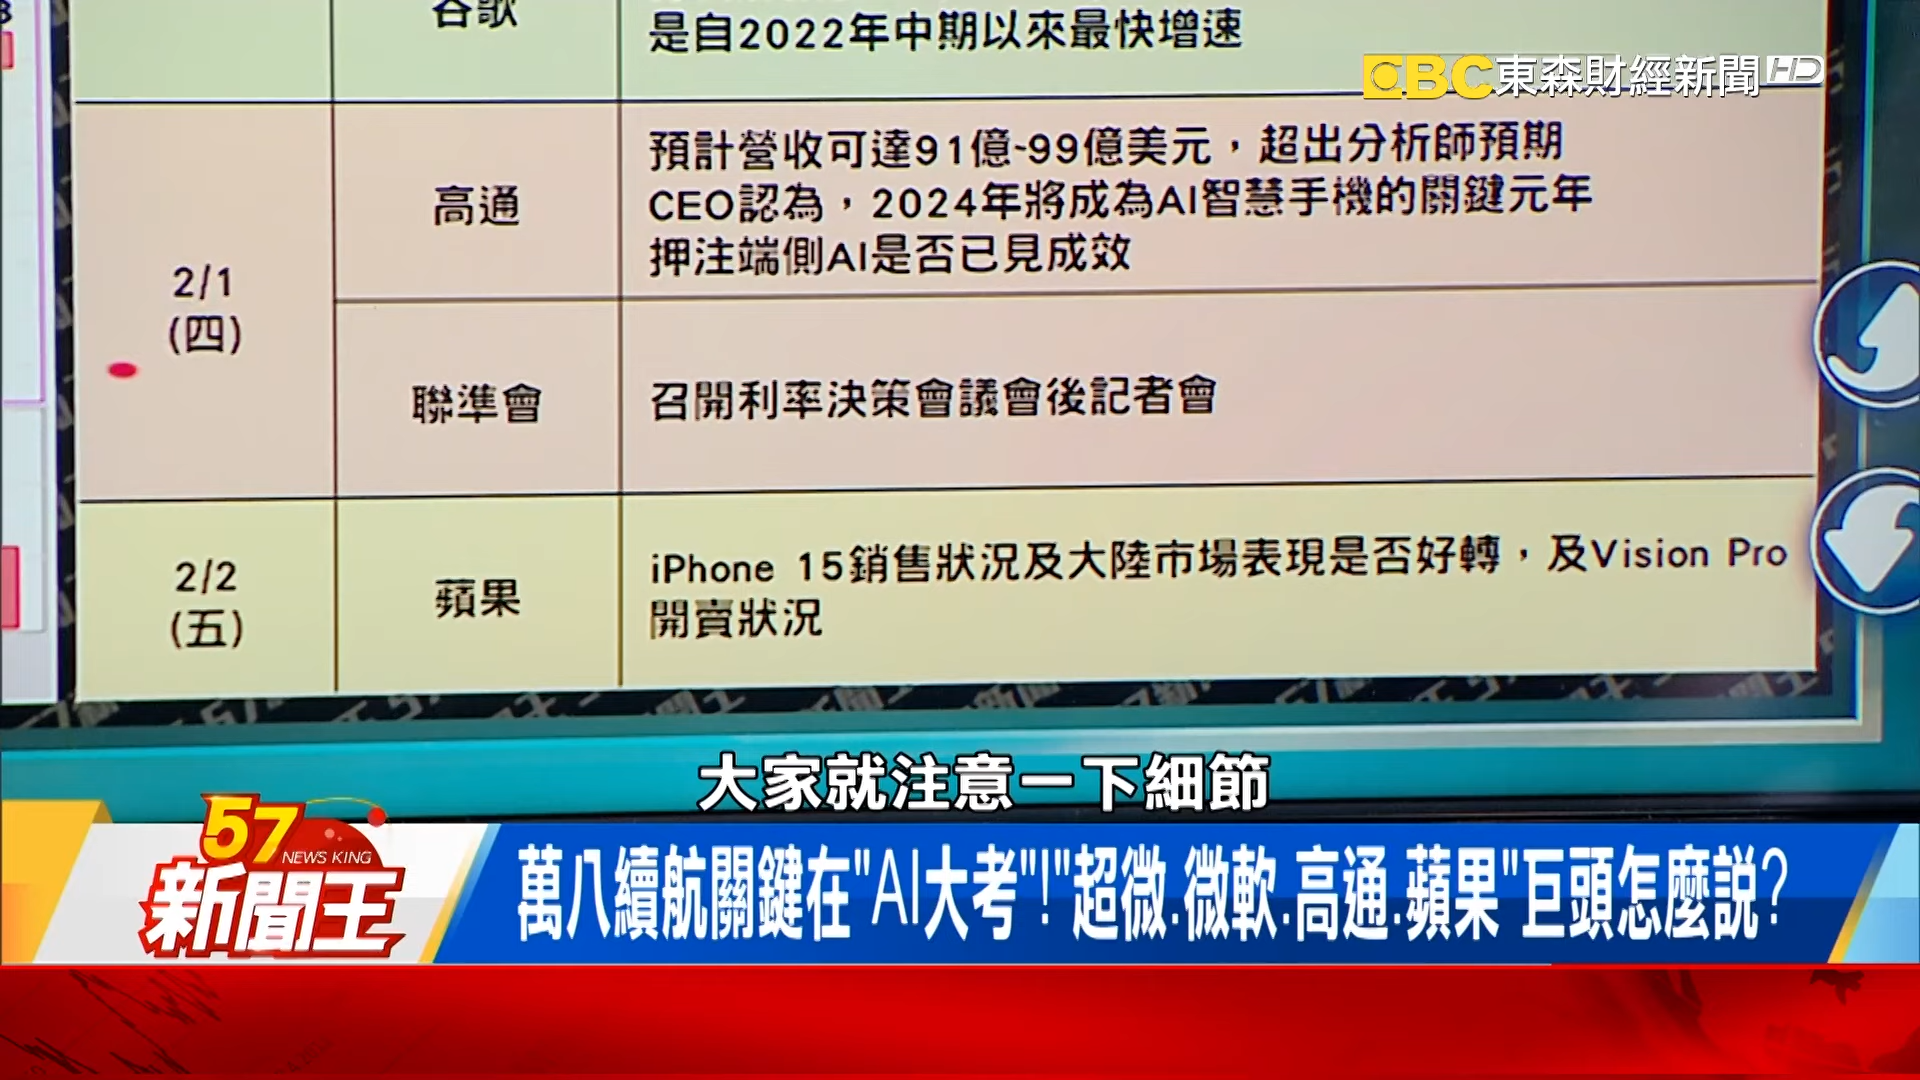 谷歌
是自2022年中期以來最快增速
EBC東森財經新聞HD
2/1
(四)
高通
預計營收可達91億~99億美元，超出分析師預期
CEO認為，2024年將成為AI智慧手機的關鍵元年
押注端側AI是否已見成效
聯準會
召開利率決策會議會後記者會
2/2
(五)
蘋果
iPhone 15銷售狀況及大陸市場表現是否好轉，及Vision Pro
開賣狀況
大家就注意一下細節
57
NEWS KING
新聞王
萬八續航關鍵在"AI大考"!"超微.微軟.高通.蘋果"巨頭怎麼説?